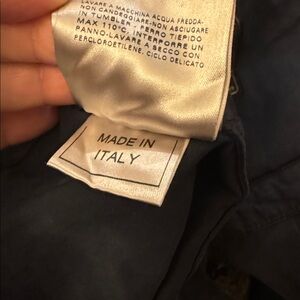 LAVARE A MACCHINA ACQUA FREDDA-
NON CANDEGGIARE-NON ASCIUGARE
IN TUMBLER - FERRO TIEPIDO
MAX 110°C, INTERPORRE UN
PANNO-LAVARE A SECCO CON
PERCLOROETILENE, CICLO DELICATO
MADE IN
ITALY